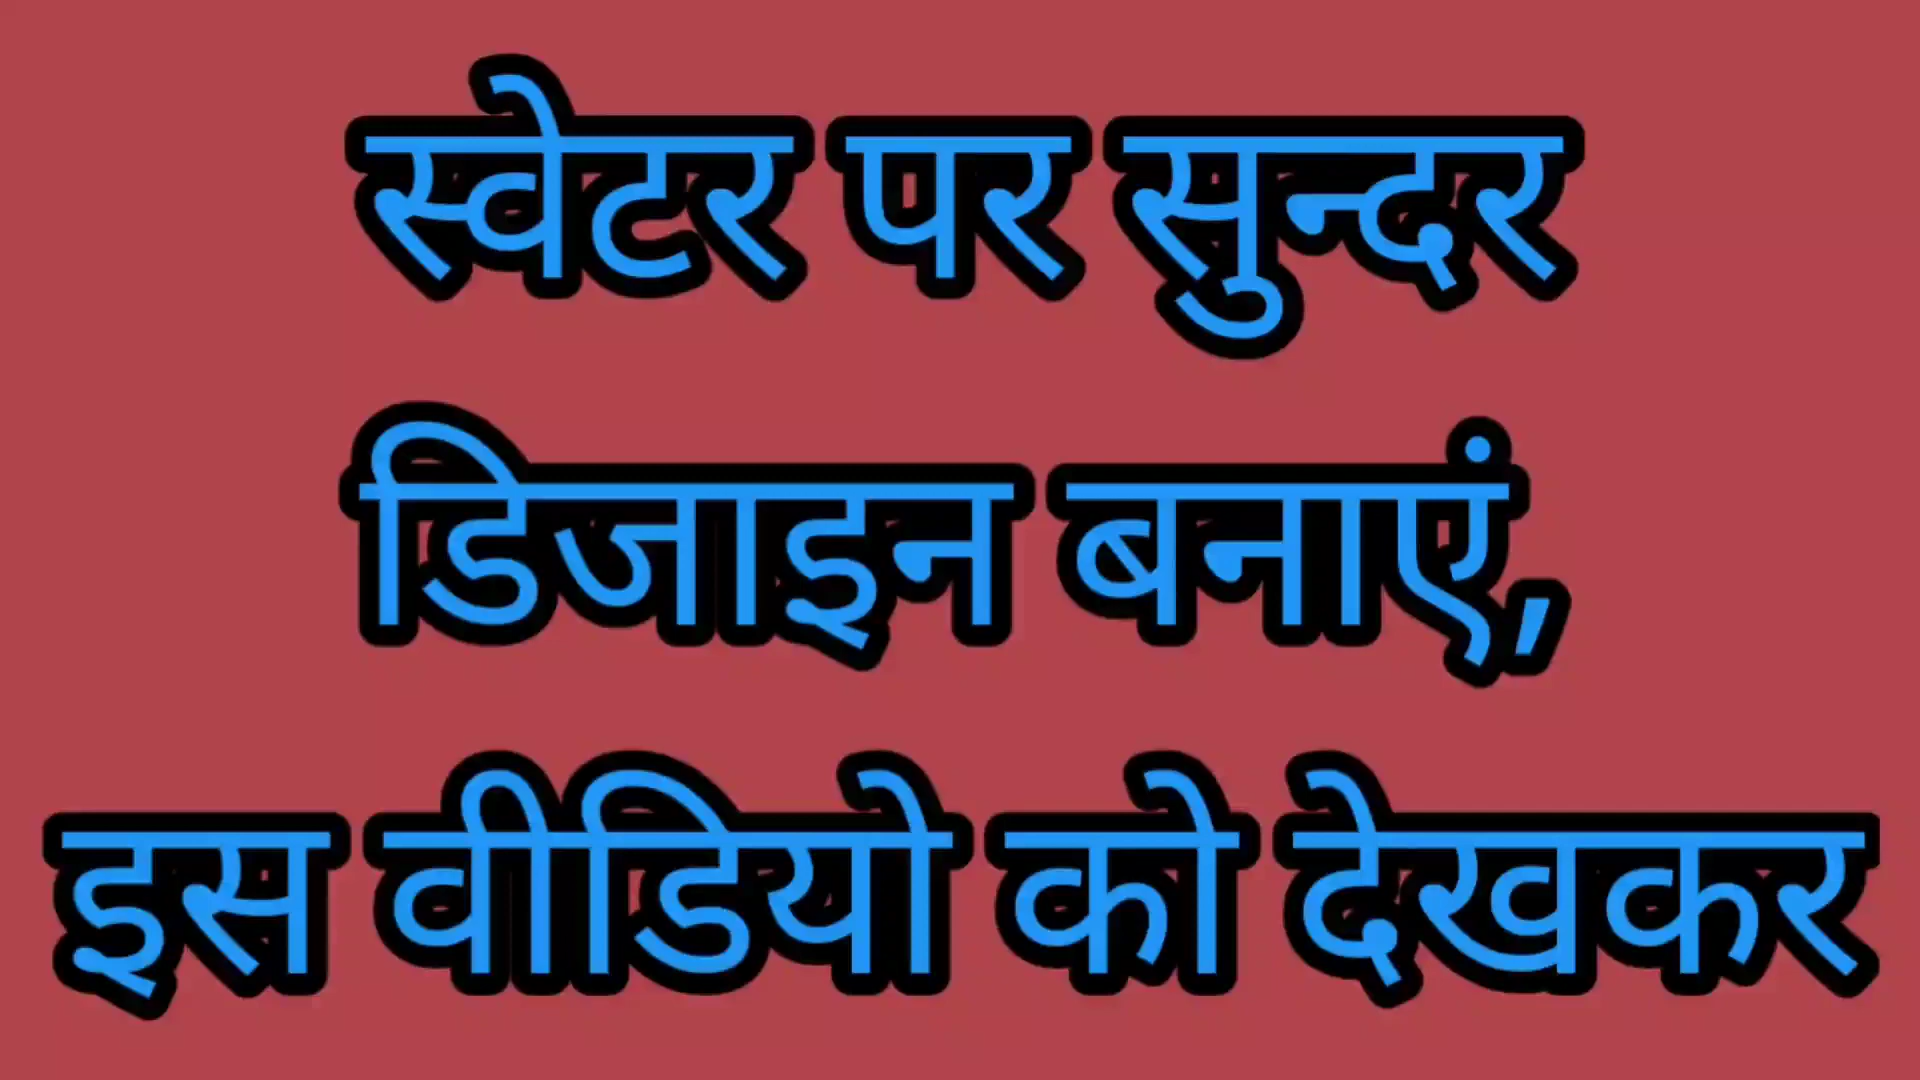 स्वेटर पर सुन्दर
डिजाइन बनाएं,
इस वीडियो को देखकर